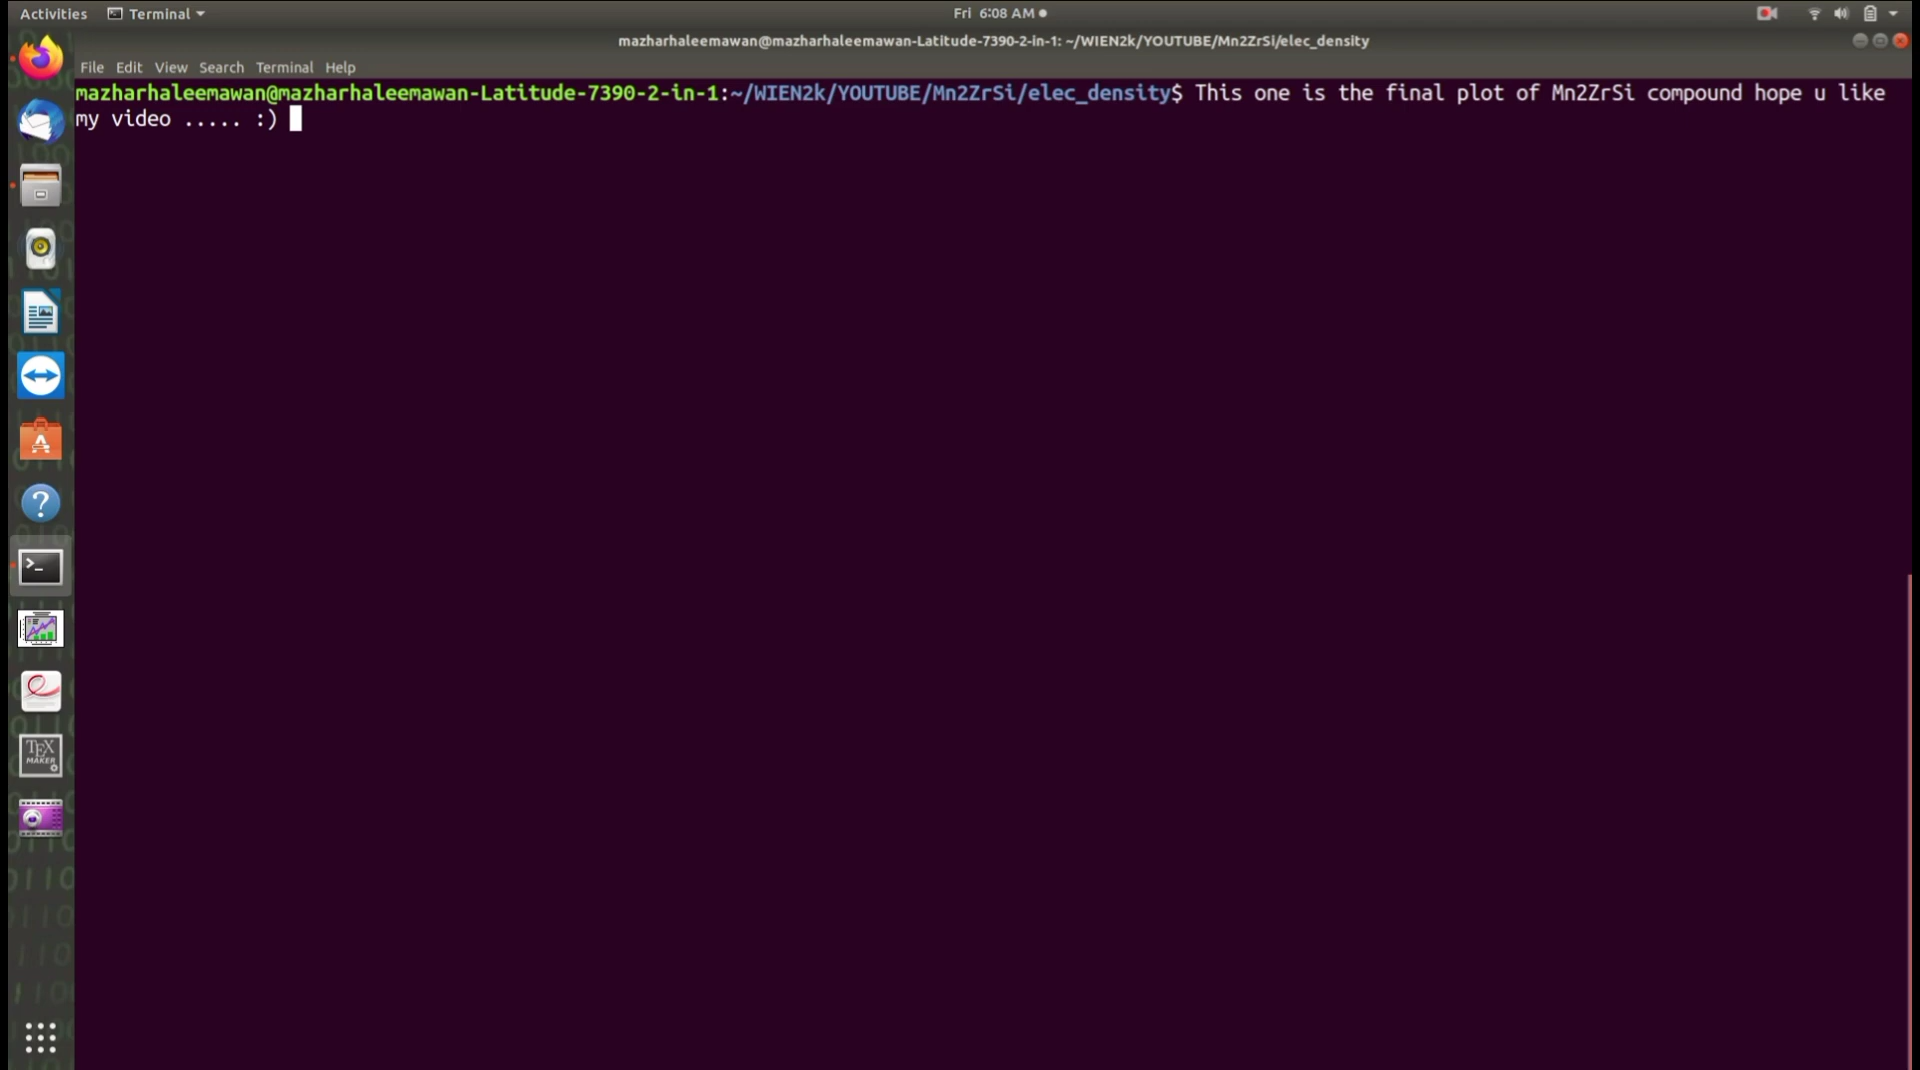 Activities Terminal Fri 6:08 AM
mazharhaleemawan@mazharhaleemawan-Latitude-7390-2-in-1: ~/WIEN2k/YOUTUBE/Mn2ZrSi/elec_density
File Edit View Search Terminal Help
mazharhaleemawan@mazharhaleemawan-Latitude-7390-2-in-1:~/WIEN2k/YOUTUBE/Mn2ZrSi/elec_density$ This one is the final plot of Mn2ZrSi compound hope u like
my video ..... :)
TEX
MAKER